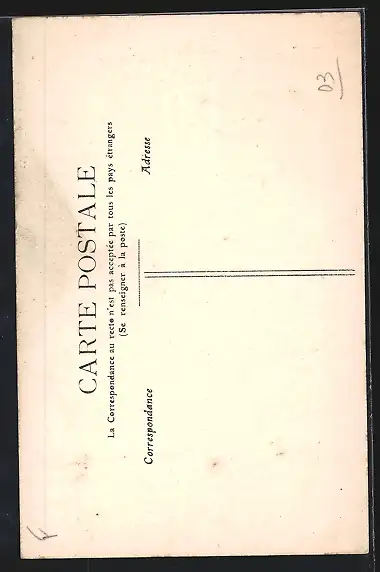 CARTE POSTALE
La Correspondance au recto n'est pas acceptée par tous les pays étrangers
(Se renseigner à la poste)
Correspondance
Adresse
03